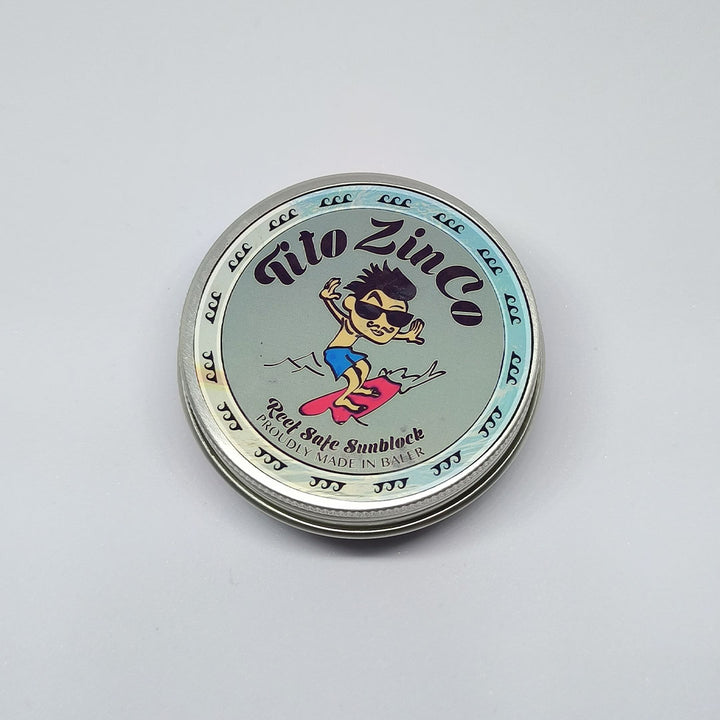 Tito ZinCo
Reef Safe Sunblock
PROUDLY MADE IN BALER